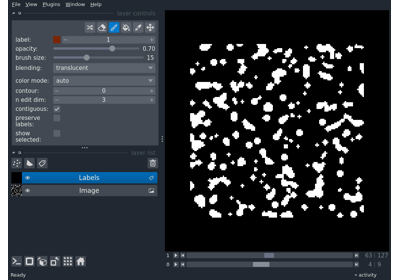 File View Plugins Window Help
layer controls
label: 1
opacity: 0.70
brush size: 15
blending: translucent
color mode: auto
contour: 0
n edit dim: 3
contiguous:
preserve
labels:
show
selected:
layer list
Labels
Image
1 63 127
0 4 9
Ready activity